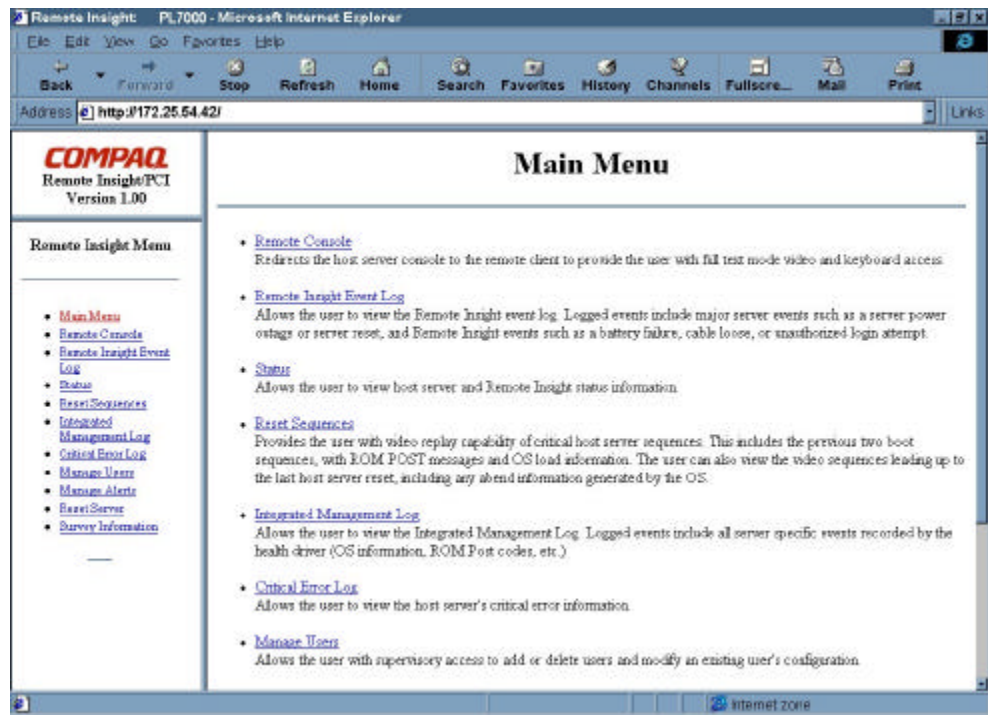 Remote Insight: PL7000 - Microsoft Internet Explorer
File Edit View Go Favorites Help
Back Forward Stop Refresh Home Search Favorites History Channels Fullscre... Mail Print
Address http://172.25.54.42/ Links
COMPAQ
Remote Insight/PCI
Version 1.00
Remote Insight Menu
Main Menu
Remote Console
Remote Insight Event
Log
Status
Reset Sequences
Integrated
Management Log
Critical Error Log
Manage Users
Manage Alerts
Reset Server
Survey Information
Main Menu
Remote Console
Redirects the host server console to the remote client to provide the user with full text mode video and keyboard access.
Remote Insight Event Log
Allows the user to view the Remote Insight event log. Logged events include major server events such as a server power
outage or server reset, and Remote Insight events such as a battery failure, cable loose, or unauthorized login attempt.
Status
Allows the user to view host server and Remote Insight status information.
Reset Sequences
Provides the user with video replay capability of critical host server sequences. This includes the previous two boot
sequences, with ROM POST messages and OS load information. The user can also view the video sequences leading up to
the last host server reset, including any abend information generated by the OS.
Integrated Management Log
Allows the user to view the Integrated Management Log. Logged events include all server specific events recorded by the
health driver (OS information, ROM Post codes, etc.)
Critical Error Log
Allows the user to view the host server's critical error information.
Manage Users
Allows the user with supervisory access to add or delete users and modify an existing user's configuration.
Internet zone